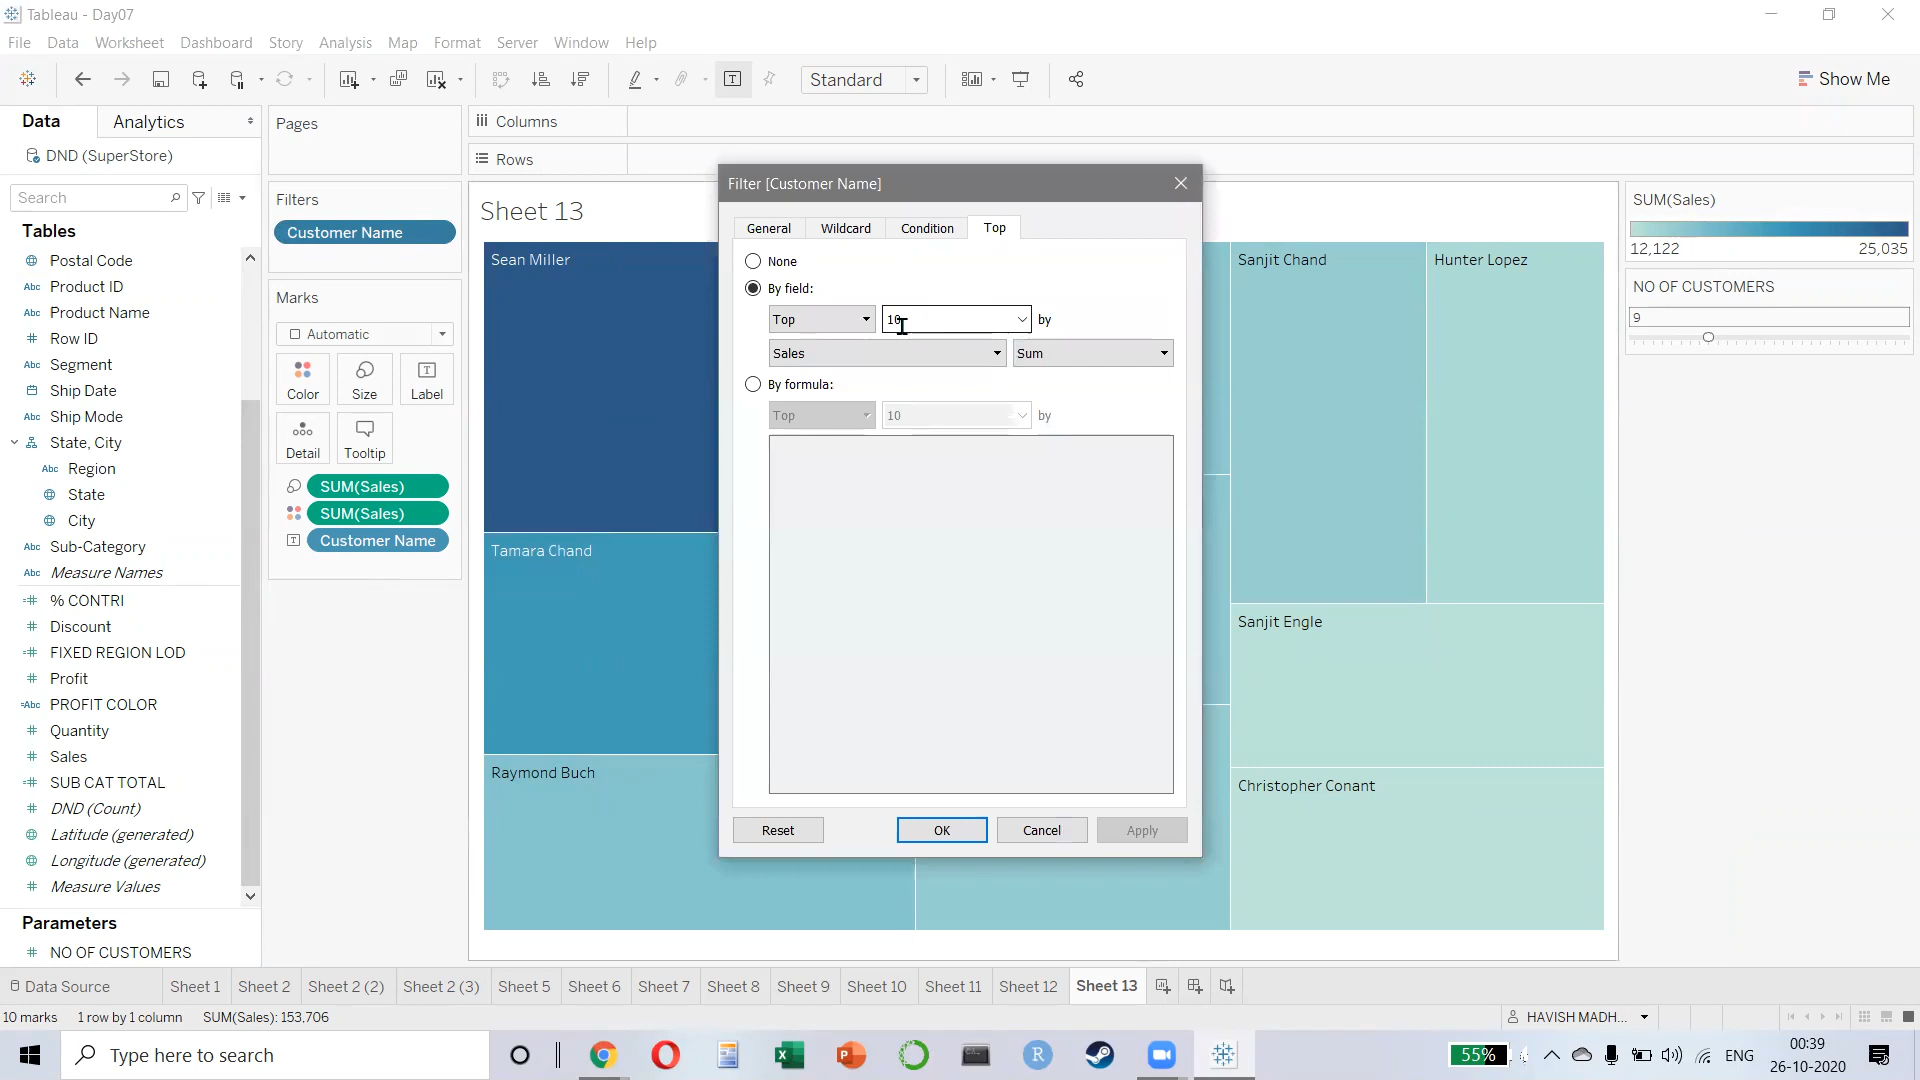 Tableau - Day07
File Data Worksheet Dashboard Story Analysis Map Format Server Window Help
Standard
Show Me
Data Analytics
DND (SuperStore)
Search
Tables
Postal Code
Abc Product ID
Abc Product Name
Row ID
Abc Segment
Ship Date
Abc Ship Mode
State, City
Abc Region
State
City
Abc Sub-Category
Abc Measure Names
% CONTRI
Discount
FIXED REGION LOD
Profit
Abc PROFIT COLOR
Quantity
Sales
SUB CAT TOTAL
DND (Count)
Latitude (generated)
Longitude (generated)
Measure Values
Parameters
NO OF CUSTOMERS
Pages
Filters
Customer Name
Marks
Automatic
Color Size Label
Detail Tooltip
SUM(Sales)
SUM(Sales)
Customer Name
Columns
Rows
Sheet 13
Sean Miller
Tamara Chand
Raymond Buch
Sanjit Chand
Hunter Lopez
Sanjit Engle
Christopher Conant
Filter [Customer Name]
General Wildcard Condition Top
None
By field:
Top 10 by
Sales Sum
By formula:
Top 10 by
Reset OK Cancel Apply
SUM(Sales)
12,122 25,035
NO OF CUSTOMERS
9
Data Source Sheet 1 Sheet 2 Sheet 2 (2) Sheet 2 (3) Sheet 5 Sheet 6 Sheet 7 Sheet 8 Sheet 9 Sheet 10 Sheet 11 Sheet 12 Sheet 13
10 marks 1 row by 1 column SUM(Sales): 153,706
HAVISH MADH...
Type here to search
55%
ENG
00:39
26-10-2020